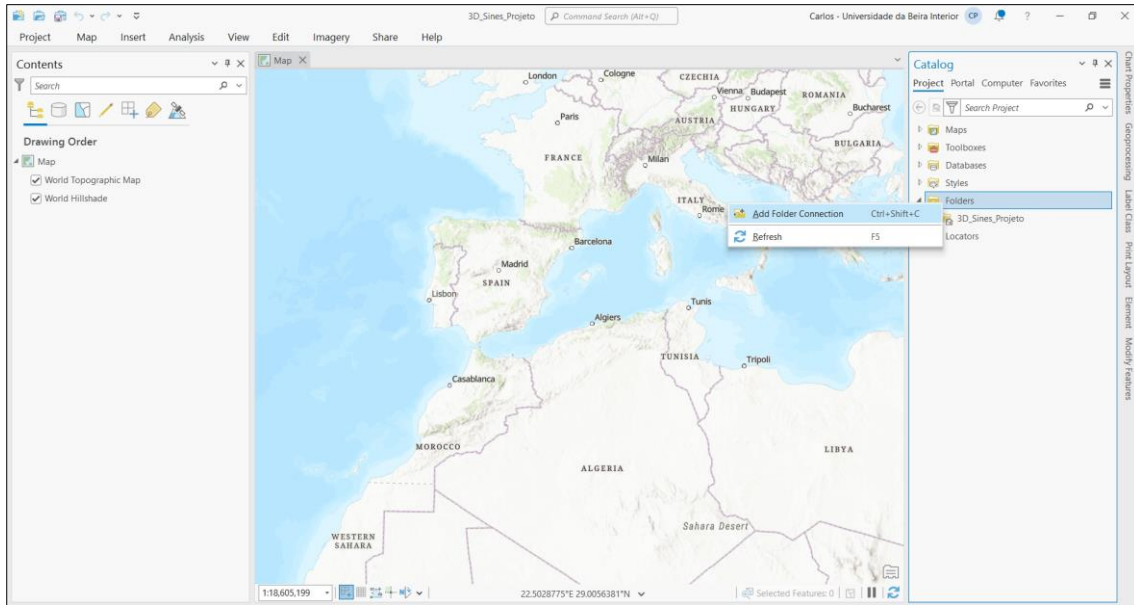 3D_Sines_Projeto
Command Search (Alt+Q)
Carlos - Universidade da Beira Interior
CP
?
Project Map Insert Analysis View Edit Imagery Share Help
Contents
Search
Drawing Order
Map
World Topographic Map
World Hillshade
Map
London
Cologne
CZECHIA
Vienna
Budapest
ROMANIA
Paris
AUSTRIA
HUNGARY
Bucharest
FRANCE
Milan
BULGARIA
ITALY
Rome
Barcelona
Madrid
SPAIN
Lisbon
Algiers
Tunis
TUNISIA
Tripoli
Casablanca
MOROCCO
ALGERIA
LIBYA
Sahara Desert
WESTERN
SAHARA
Add Folder Connection Ctrl+Shift+C
Refresh F5
1:18,605,199
22.5028775°E 29.0056381°N
Selected Features: 0
Catalog
Project Portal Computer Favorites
Search Project
Maps
Toolboxes
Databases
Styles
Folders
3D_Sines_Projeto
Locators
Chart Properties
Geoprocessing
Label Class
Print Layout
Element
Modify Features